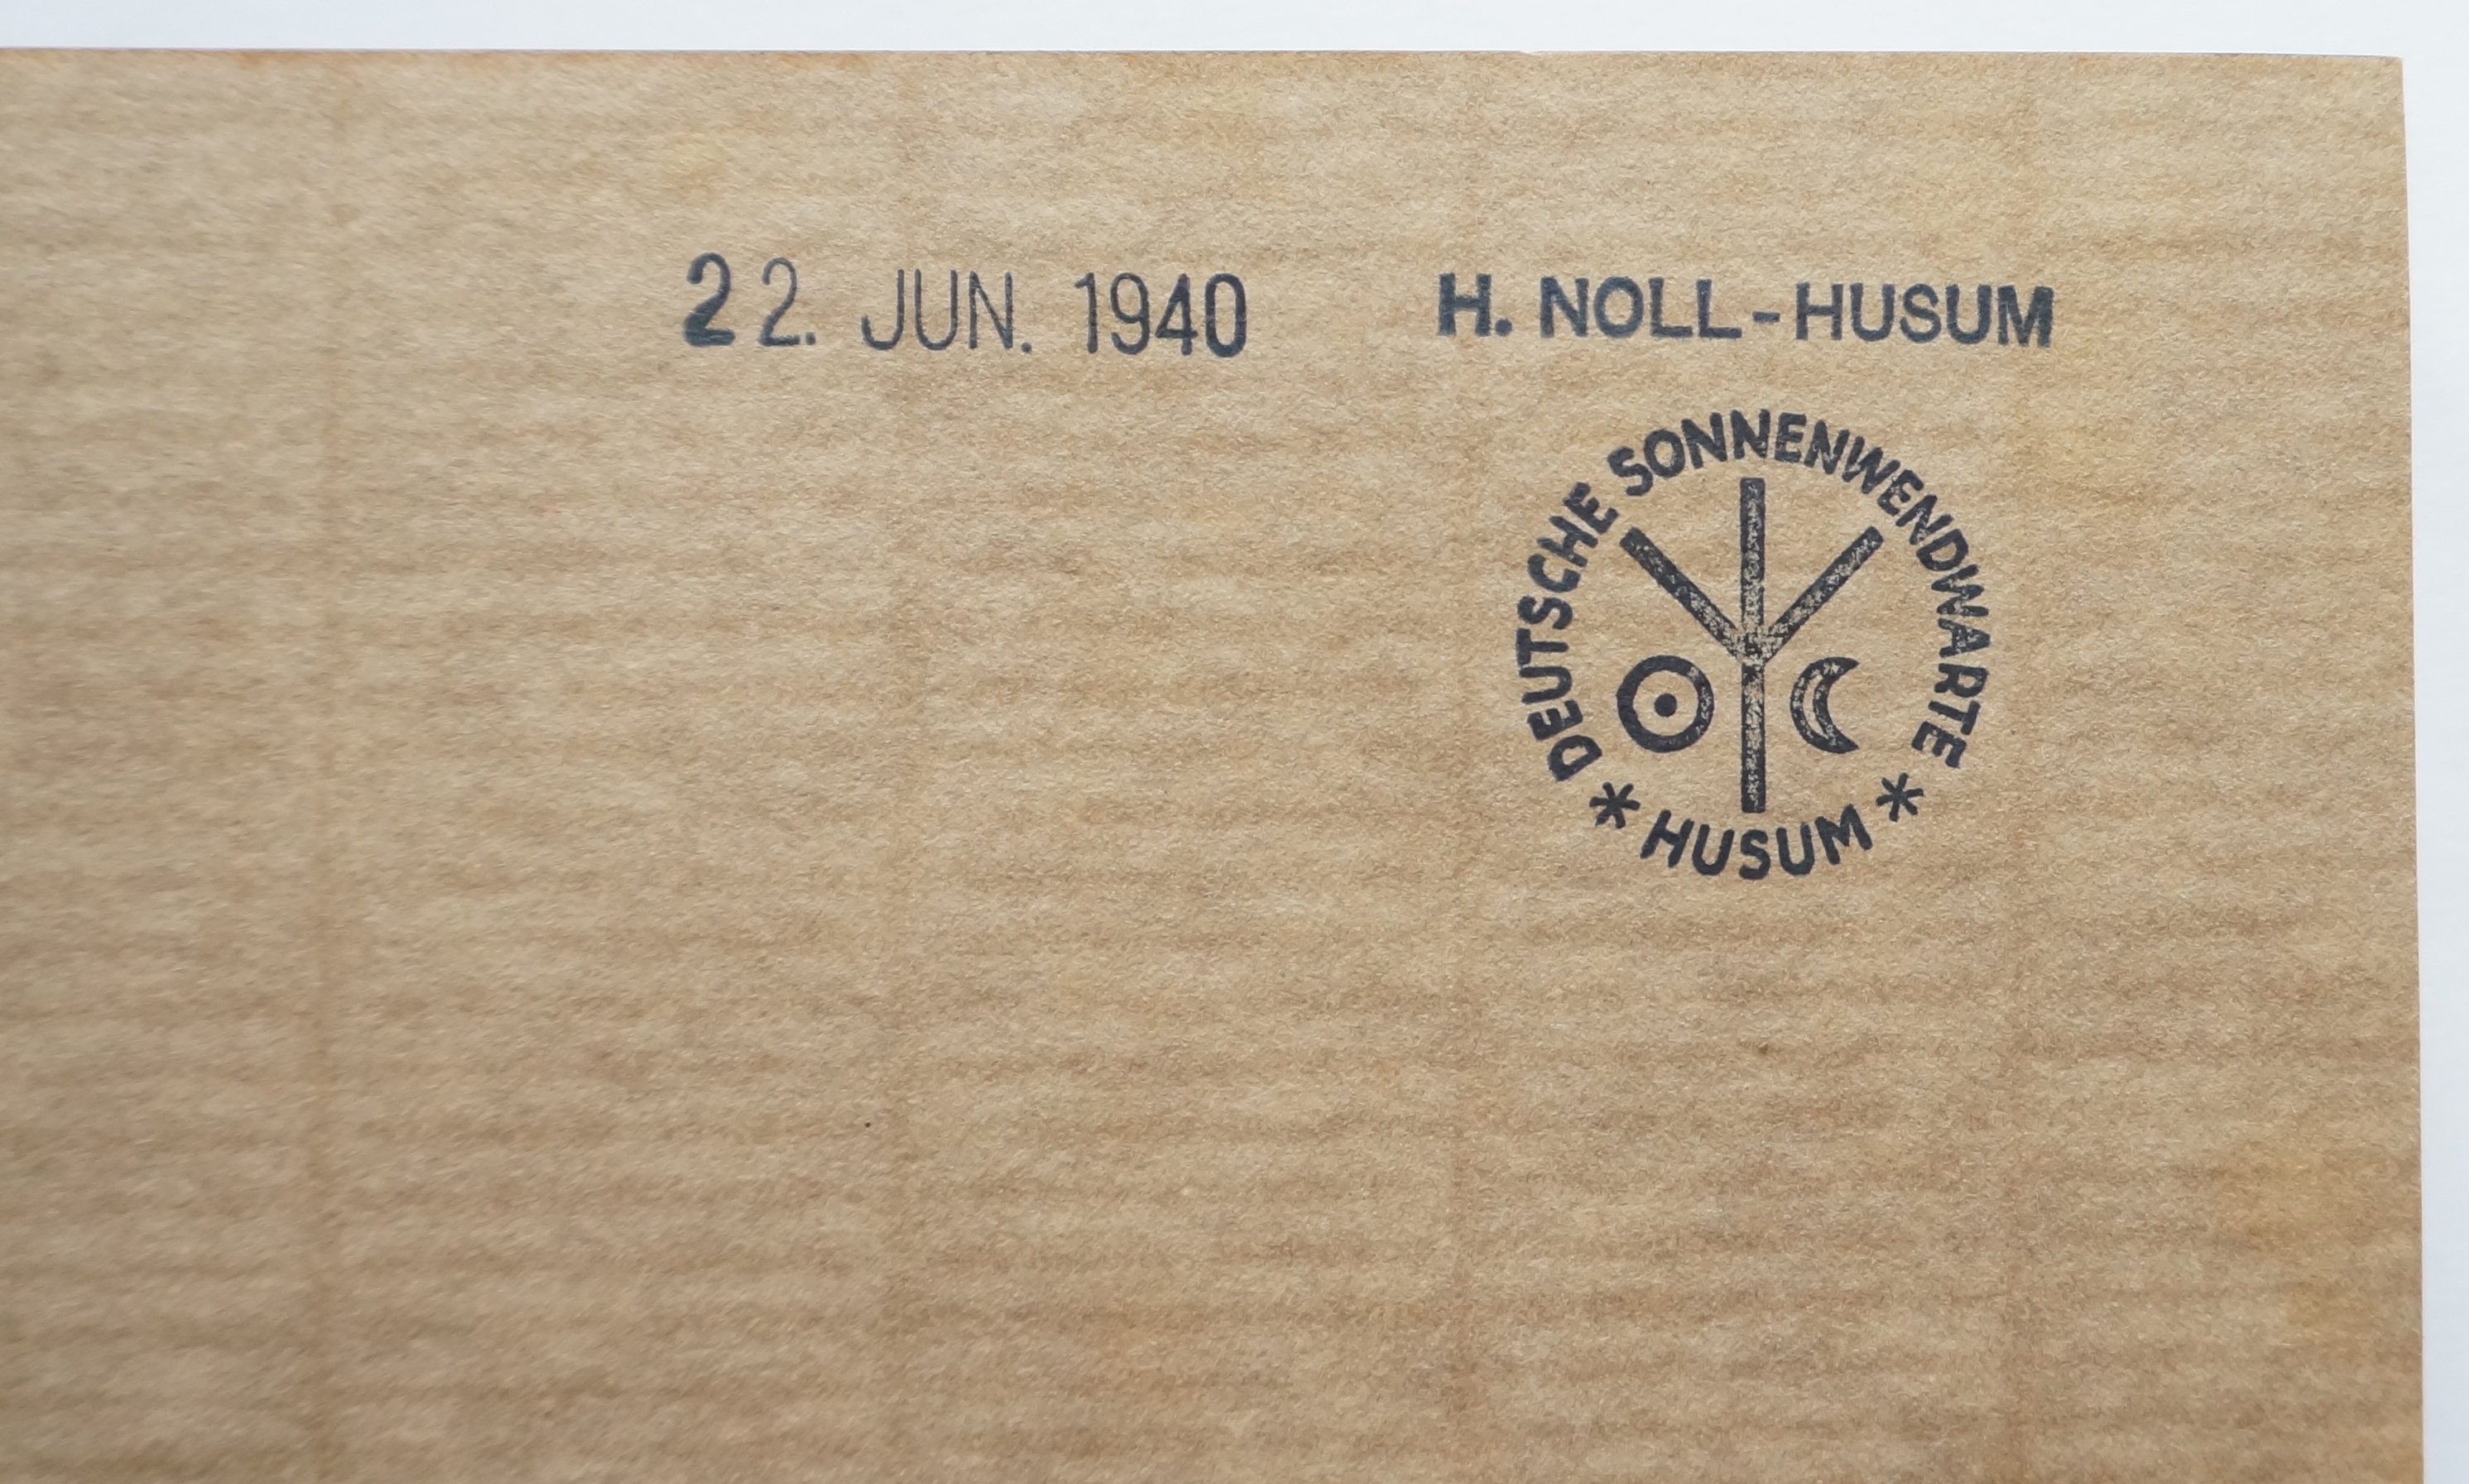 22. JUN. 1940 H. NOLL-HUSUM
DEUTSCHE SONNENWENDWARTE
* HUSUM *